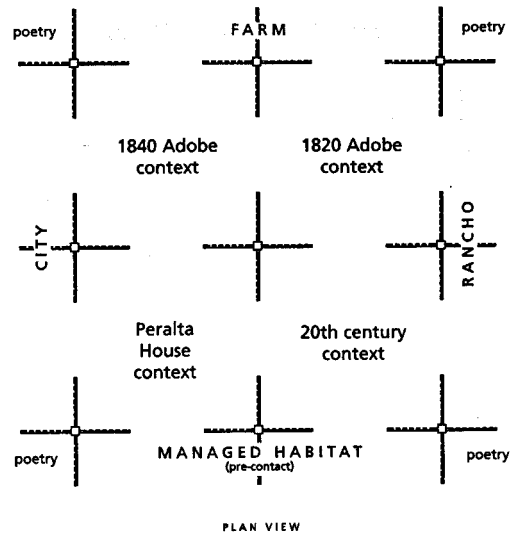 poetry
FARM
poetry
1840 Adobe
context
1820 Adobe
context
CITY
RANCHO
Peralta
House
context
20th century
context
poetry
MANAGED HABITAT
(pre-contact)
poetry
PLAN VIEW